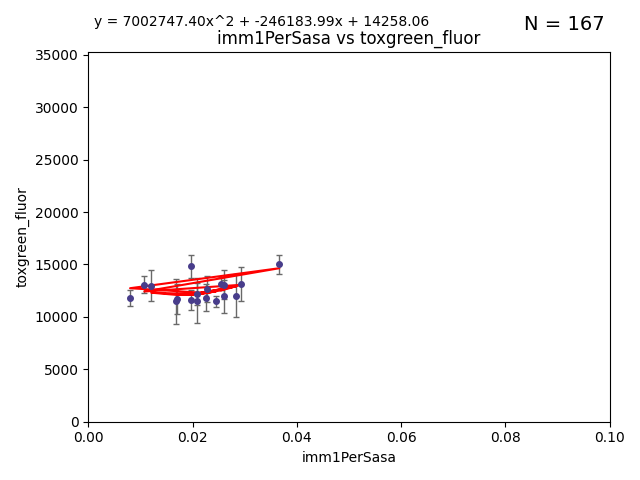 y = 7002747.40x^2 + -246183.99x + 14258.06
N = 167
imm1PerSasa vs toxgreen_fluor
35000
30000
25000
20000
15000
10000
5000
0
toxgreen_fluor
0.00 0.02 0.04 0.06 0.08 0.10
imm1PerSasa